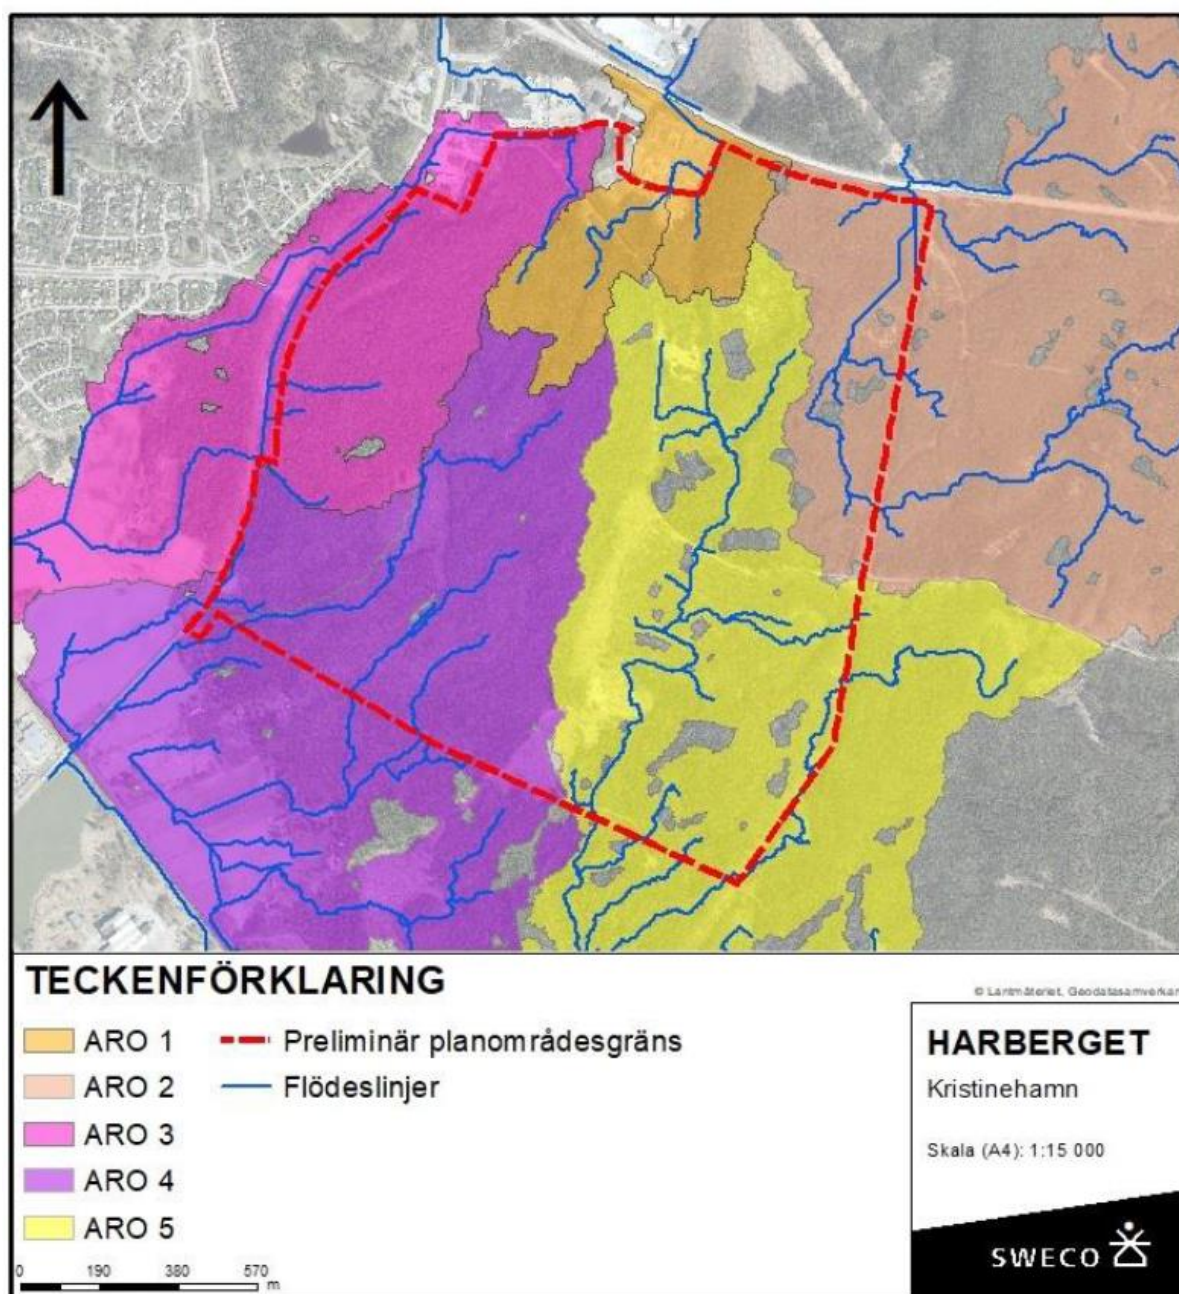 TECKENFÖRKLARING
ARO 1
ARO 2
ARO 3
ARO 4
ARO 5
Preliminär planområdesgräns
Flödeslinjer
0 190 380 570
m
© Lantmäteriet, Geodatasamverkan
HARBERGET
Kristinehamn
Skala (A4): 1:15 000
SWECO